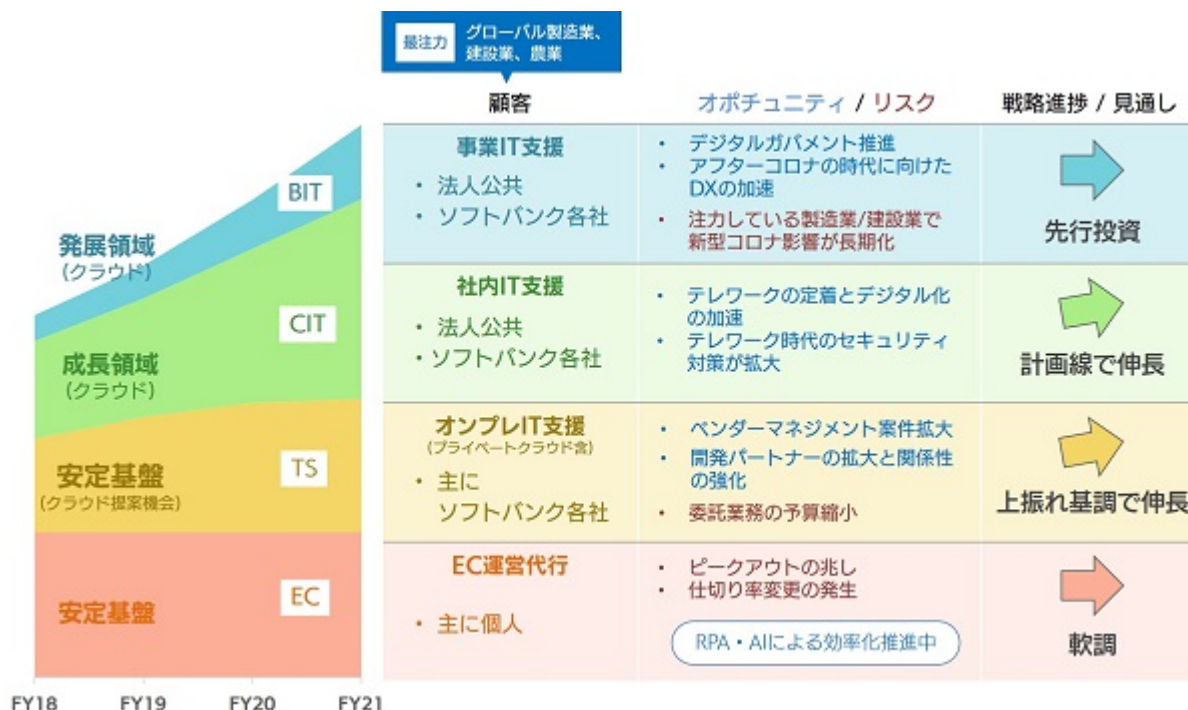 最注力
グローバル製造業、
建設業、農業
顧客
オポチュニティ / リスク
戦略進捗 / 見通し
BIT
発展領域
(クラウド)
CIT
成長領域
(クラウド)
TS
安定基盤
(クラウド提案機会)
EC
安定基盤
FY18
FY19
FY20
FY21
事業IT支援
・ 法人公共
・ ソフトバンク各社
・ デジタルガバメント推進
・ アフターコロナの時代に向けた
DXの加速
・ 注力している製造業/建設業で
新型コロナ影響が長期化
先行投資
社内IT支援
・ 法人公共
・ ソフトバンク各社
・ テレワークの定着とデジタル化
の加速
・ テレワーク時代のセキュリティ
対策が拡大
計画線で伸長
オンプレIT支援
(プライベートクラウド含)
・ 主に
ソフトバンク各社
・ ベンダーマネジメント案件拡大
・ 開発パートナーの拡大と関係性
の強化
・ 委託業務の予算縮小
上振れ基調で伸長
EC運営代行
・ 主に個人
・ ピークアウトの兆し
・ 仕切り率変更の発生
RPA・AIによる効率化推進中
軟調